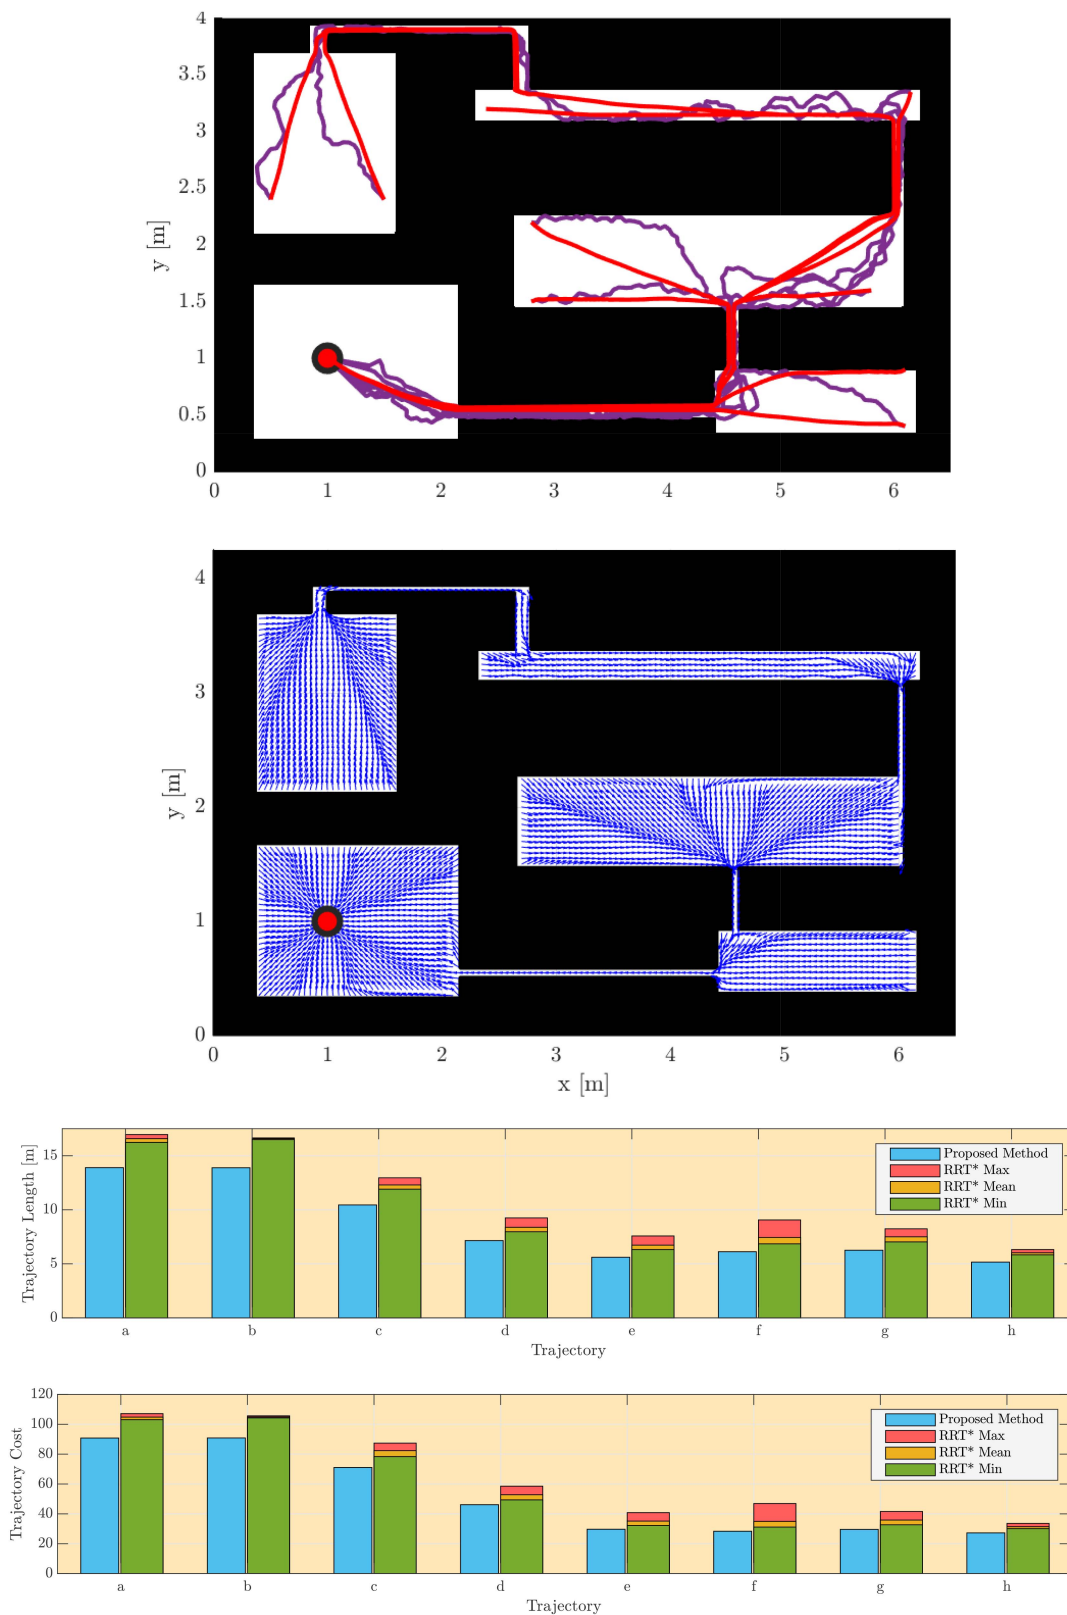 4
3.5
3
2.5
2
1.5
1
0.5
0
y [m]
0 1 2 3 4 5 6
4
3
2
1
0
y [m]
0 1 2 3 4 5 6
x [m]
15
10
5
0
Trajectory Length [m]
Proposed Method
RRT* Max
RRT* Mean
RRT* Min
a b c d e f g h
Trajectory
120
100
80
60
40
20
0
Trajectory Cost
Proposed Method
RRT* Max
RRT* Mean
RRT* Min
a b c d e f g h
Trajectory